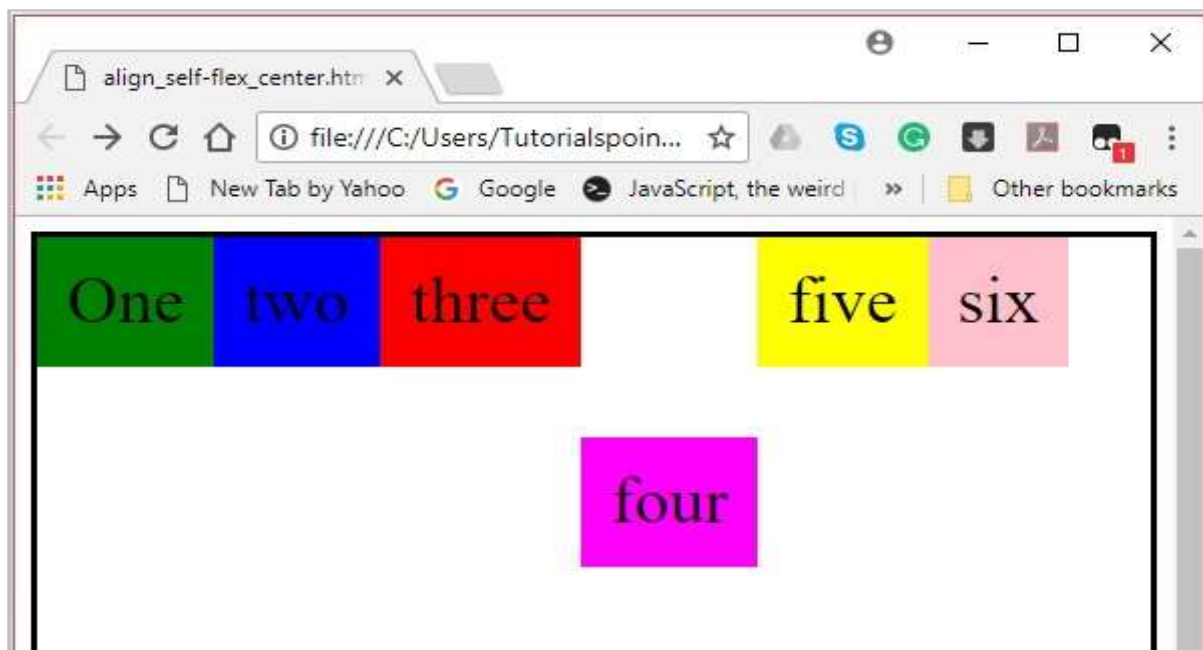 align_self-flex_center.htm
file:///C:/Users/Tutorialspoin...
1
Apps New Tab by Yahoo G Google JavaScript, the weird » Other bookmarks
One two three five six
four